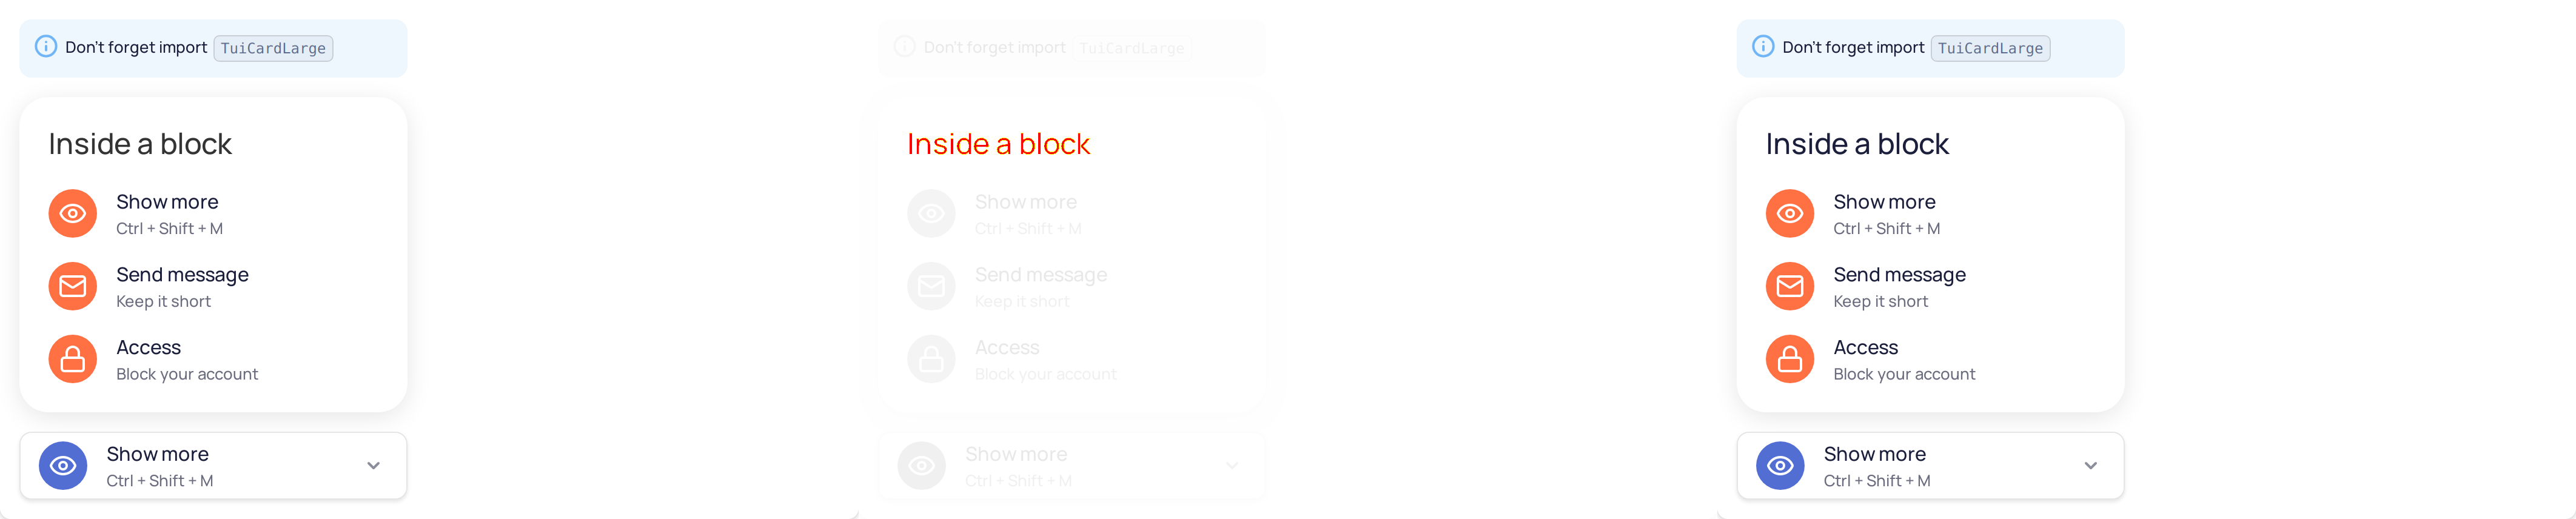 Don't forget import TuiCardLarge
Inside a block
Show more
Ctrl + Shift + M
Send message
Keep it short
Access
Block your account
Show more
Ctrl + Shift + M
Don't forget import TuiCardLarge
Inside a block
Show more
Ctrl + Shift + M
Send message
Keep it short
Access
Block your account
Show more
Ctrl + Shift + M
Don't forget import TuiCardLarge
Inside a block
Show more
Ctrl + Shift + M
Send message
Keep it short
Access
Block your account
Show more
Ctrl + Shift + M